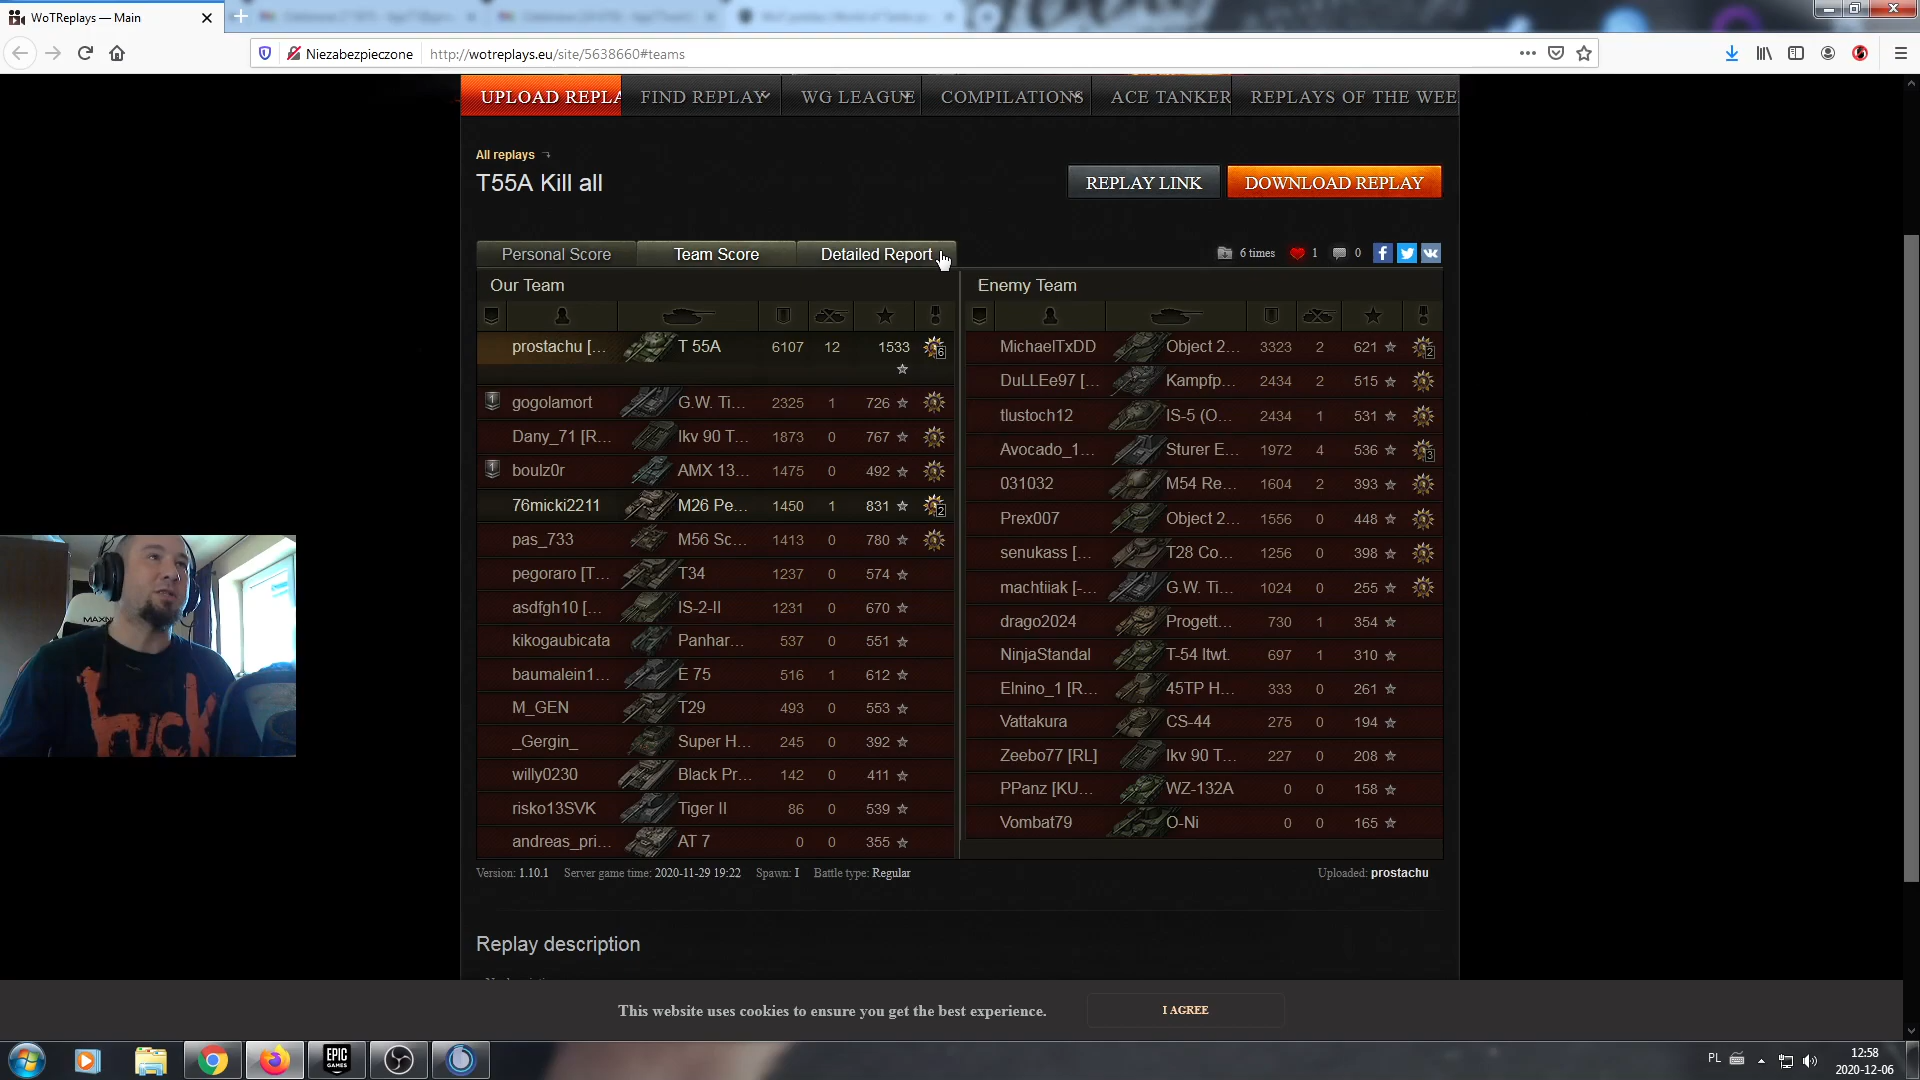 WoTReplays — Main
Niezabezpieczone
http://wotreplays.eu/site/5638660#teams
UPLOAD REPLA
FIND REPLAY
WG LEAGUE
COMPILATIONS
ACE TANKER
REPLAYS OF THE WEE
All replays
T55A Kill all
REPLAY LINK
DOWNLOAD REPLAY
Personal Score
Team Score
Detailed Report
6 times
1
0
Our Team
prostachu [... T 55A 6107 12 1533 6
1 gogolamort G.W. Ti... 2325 1 726
Dany_71 [R... Ikv 90 T... 1873 0 767
1 boulz0r AMX 13... 1475 0 492
76micki2211 M26 Pe... 1450 1 831 2
pas_733 M56 Sc... 1413 0 780
pegoraro [T... T34 1237 0 574
asdfgh10 [... IS-2-II 1231 0 670
kikogaubicata Panhar... 537 0 551
baumalein1... E 75 516 1 612
M_GEN T29 493 0 553
_Gergin_ Super H... 245 0 392
willy0230 Black Pr... 142 0 411
risko13SVK Tiger II 86 0 539
andreas_pri... AT 7 0 0 355
Enemy Team
MichaelTxDD Object 2... 3323 2 621 2
DuLLEe97 [... Kampfp... 2434 2 515
tlustoch12 IS-5 (O... 2434 1 531
Avocado_1... Sturer E... 1972 4 536 3
031032 M54 Re... 1604 2 393
Prex007 Object 2... 1556 0 448
senukass [... T28 Co... 1256 0 398
machtiiak [-... G.W. Ti... 1024 0 255
drago2024 Progett... 730 1 354
NinjaStandal T-54 ltwt. 697 1 310
Elnino_1 [R... 45TP H... 333 0 261
Vattakura CS-44 275 0 194
Zeebo77 [RL] Ikv 90 T... 227 0 208
PPanz [KU... WZ-132A 0 0 158
Vombat79 O-Ni 0 0 165
Version: 1.10.1 Server game time: 2020-11-29 19:22 Spawn: I Battle type: Regular
Uploaded: prostachu
Replay description
This website uses cookies to ensure you get the best experience.
I AGREE
MAXN
EPIC
GAMES
PL
12:58
2020-12-06